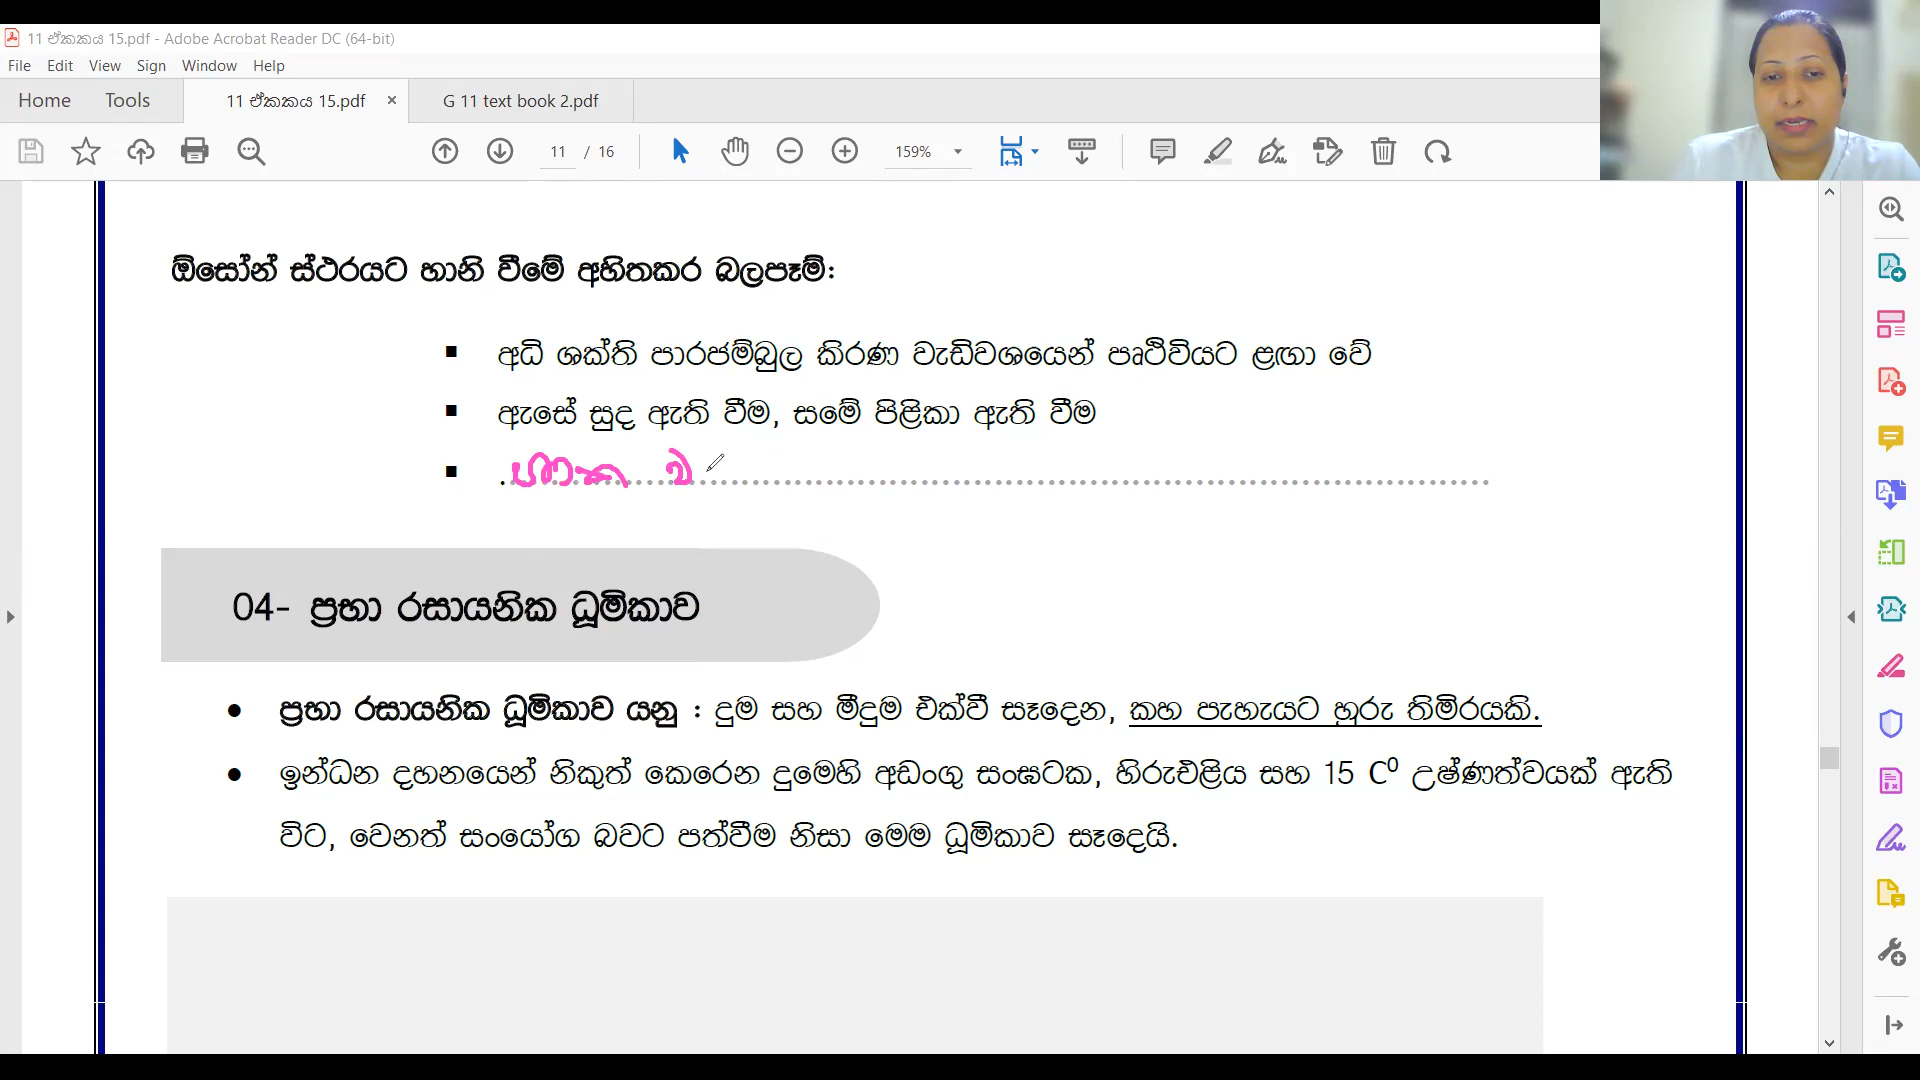 11 ඒකකය 15.pdf - Adobe Acrobat Reader DC (64-bit)
File Edit View Sign Window Help
Home Tools 11 ඒකකය 15.pdf × G 11 text book 2.pdf
11 / 16 159%
ඕසෝන් ස්ථරයට හානි වීමේ අහිතකර බලපෑම්:
▪ අධි ශක්ති පාරජම්බුල කිරණ වැඩිවශයෙන් පෘථිවියට ළඟා වේ
▪ ඇසේ සුද ඇති වීම, සමේ පිළිකා ඇති වීම
04- ප්‍රභා රසායනික ධූමිකාව
● ප්‍රභා රසායනික ධූමිකාව යනු : දුම සහ මීදුම එක්වී සෑදෙන, කහ පැහැයට හුරු තිමිරයකි.
● ඉන්ධන දහනයෙන් නිකුත් කෙරෙන දුමෙහි අඩංගු සංඝටක, හිරුඑළිය සහ 15 C⁰ උෂ්ණත්වයක් ඇති
විට, වෙනත් සංයෝග බවට පත්වීම නිසා මෙම ධූමිකාව සෑදෙයි.